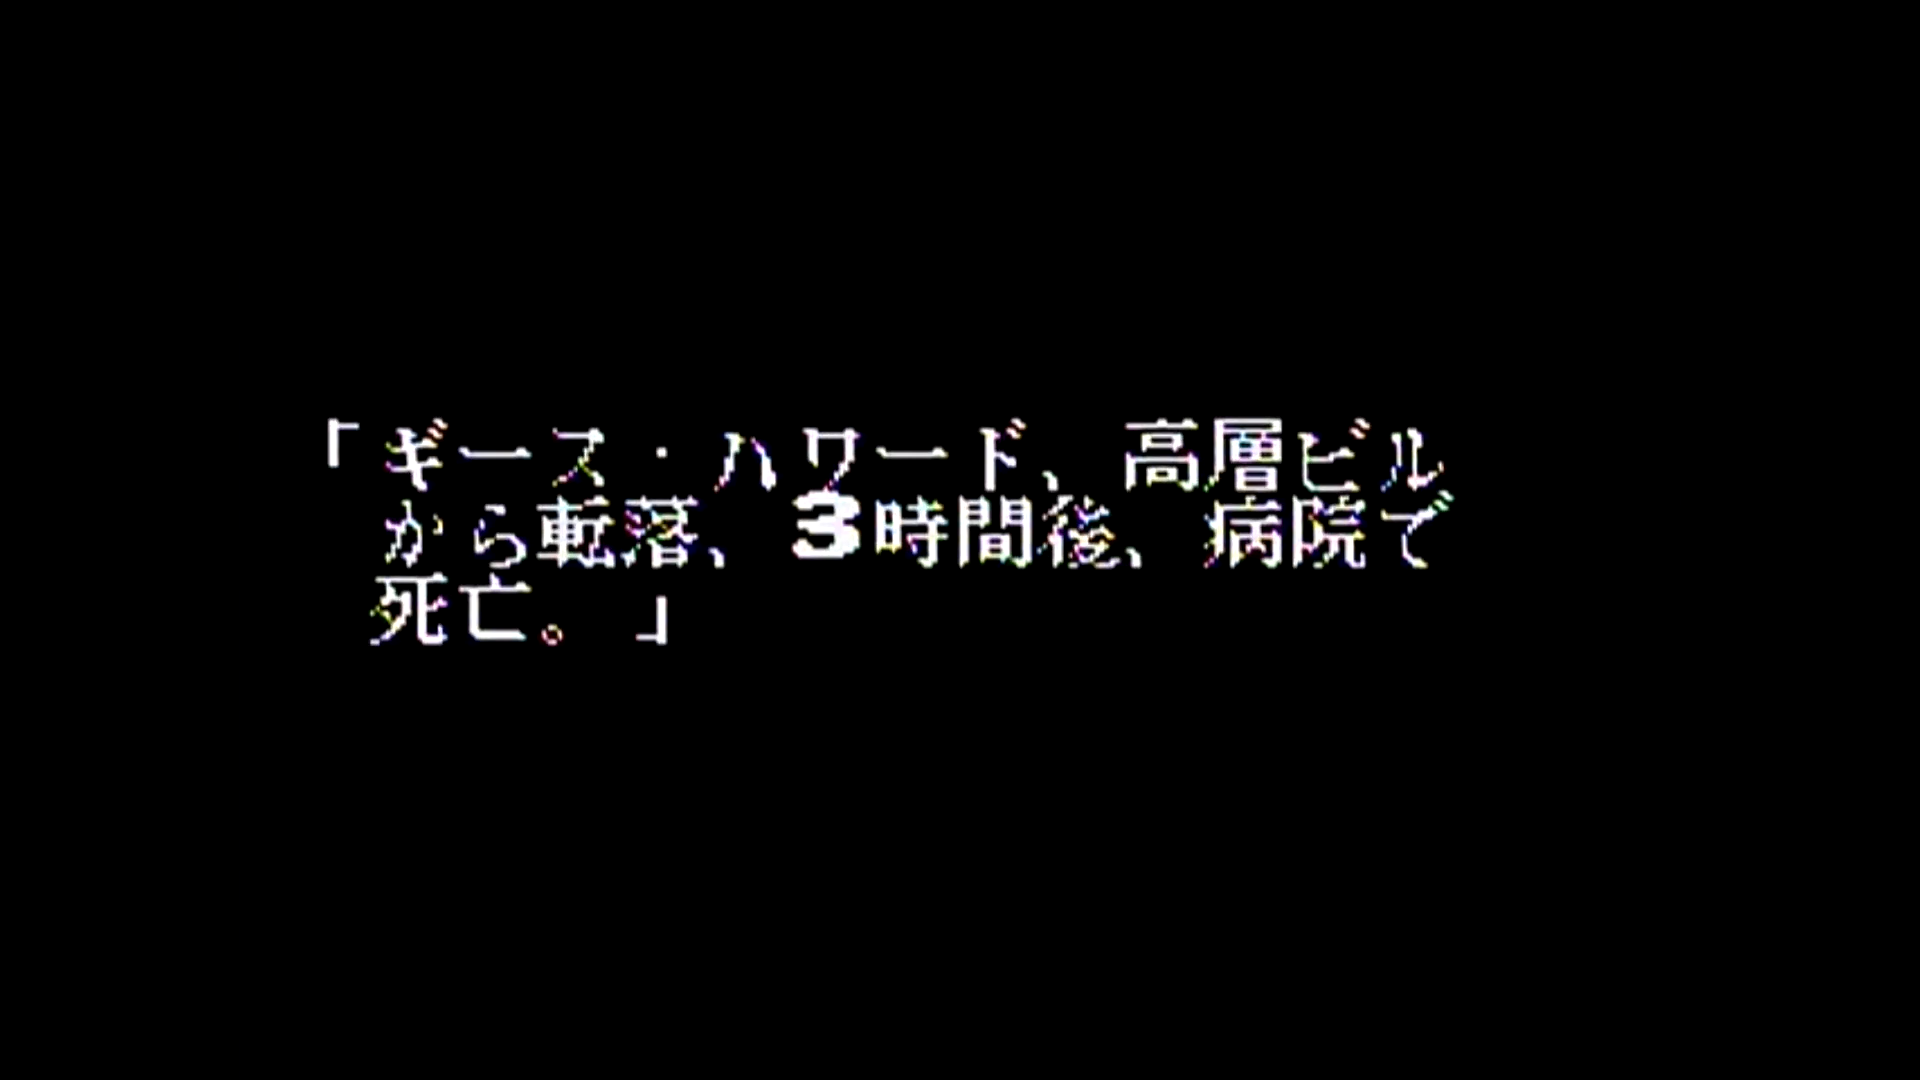 「ギース・ハワード、高層ビル
から転落、3時間後、病院で
死亡。」